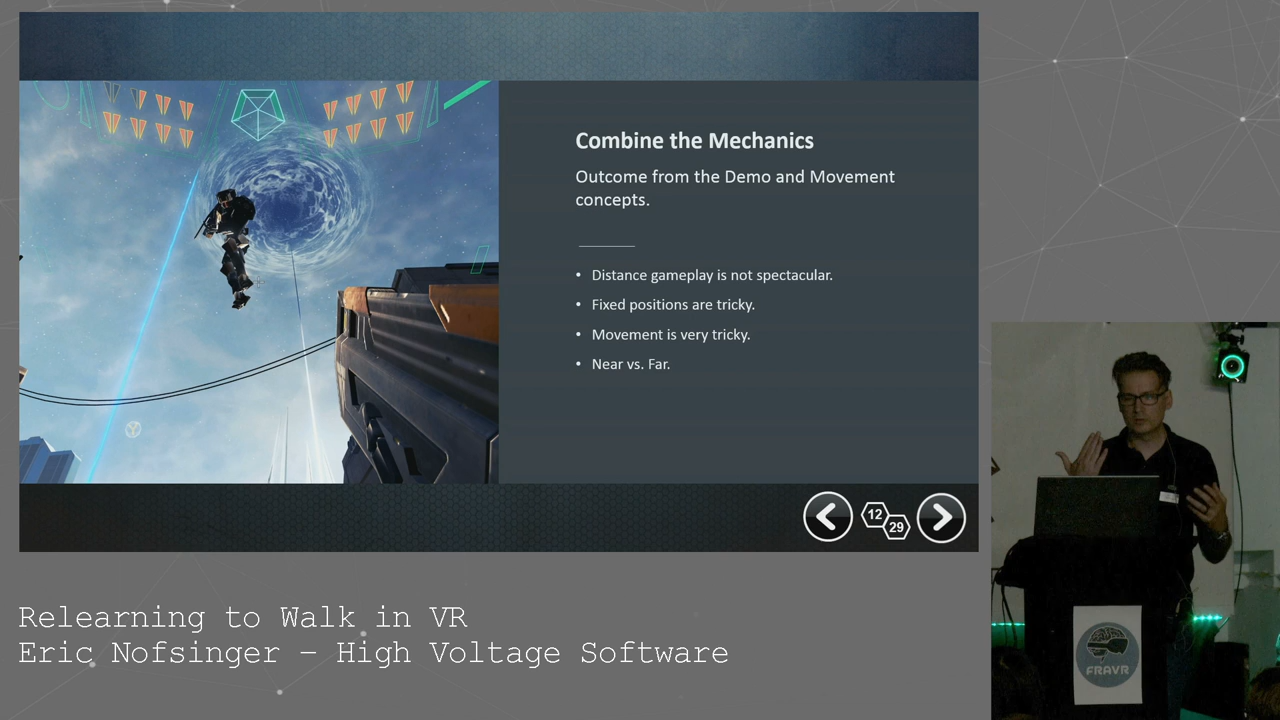 Combine the Mechanics
Outcome from the Demo and Movement
concepts.
• Distance gameplay is not spectacular.
• Fixed positions are tricky.
• Movement is very tricky.
• Near vs. Far.
12
29
Relearning to Walk in VR
Eric Nofsinger – High Voltage Software
FRAVR